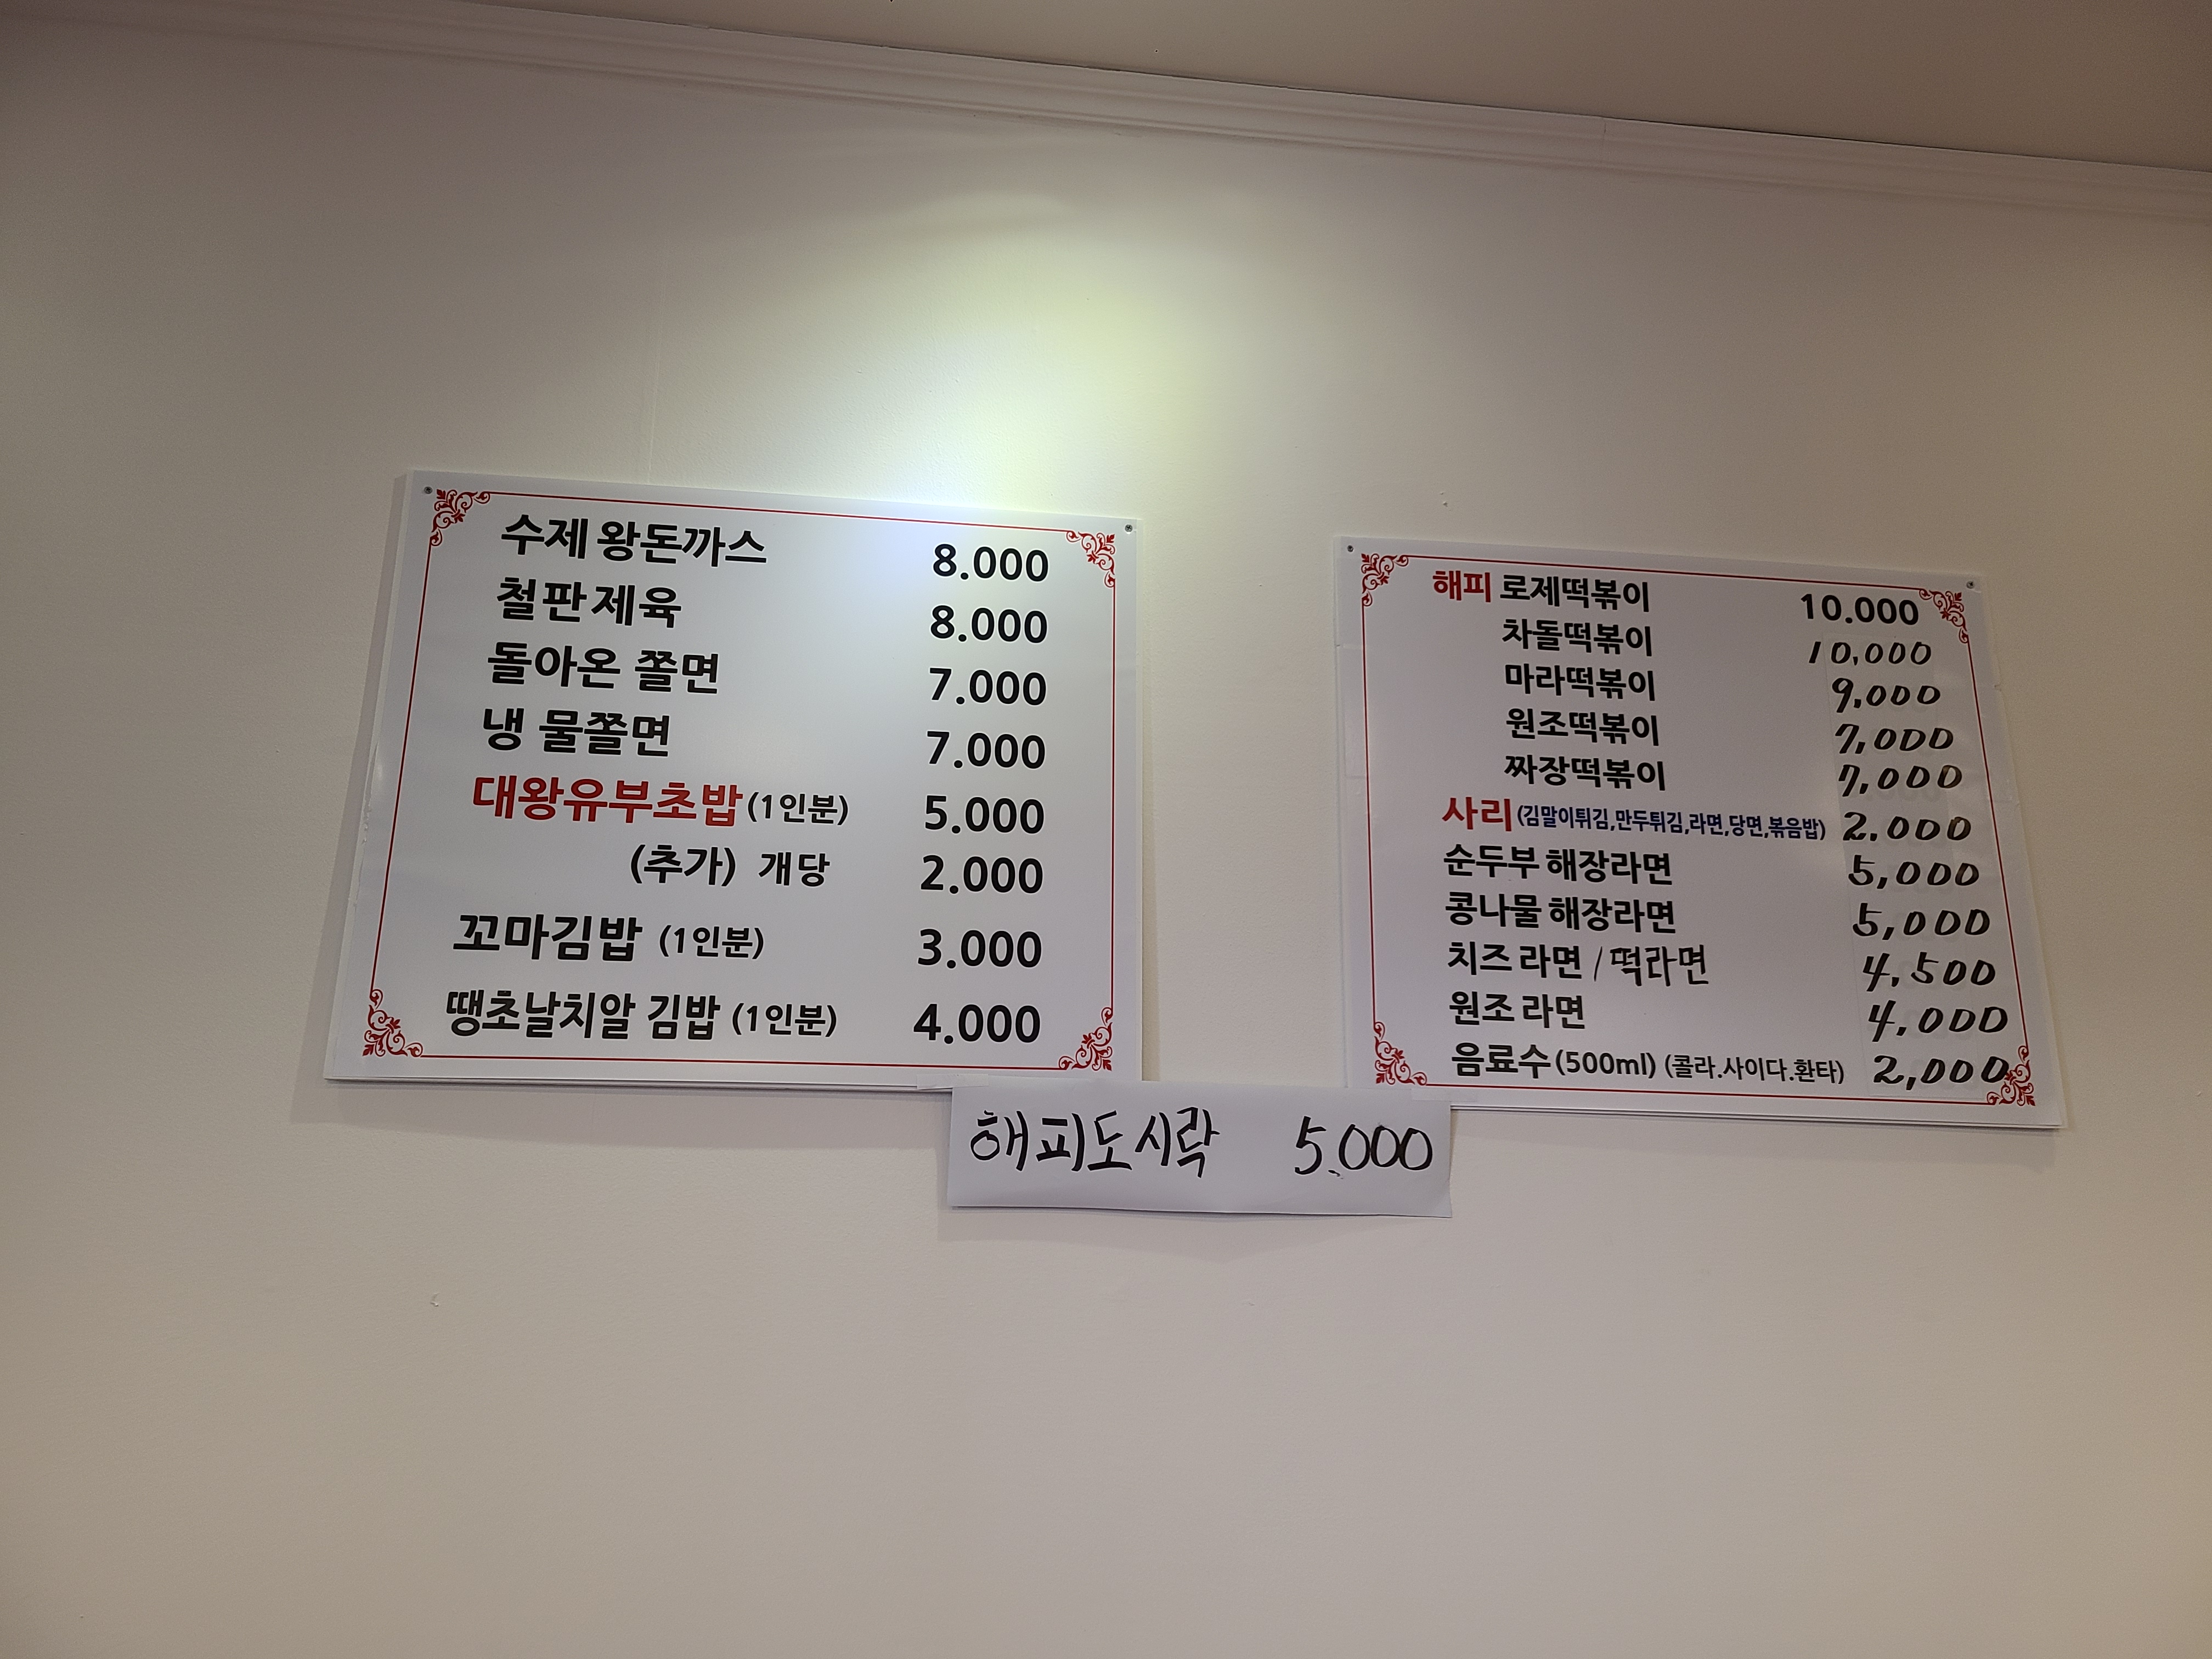 수제 왕돈까스 8.000
철판제육 8.000
돌아온 쫄면 7.000
냉 물쫄면 7.000
대왕유부초밥(1인분) 5.000
(추가) 개당 2.000
꼬마김밥 (1인분) 3.000
땡초날치알 김밥 (1인분) 4.000
해피 로제떡볶이 10.000
차돌떡볶이 10,000
마라떡볶이 9,000
원조떡볶이 7,000
짜장떡볶이 7,000
사리(김말이튀김,만두튀김,라면,당면,볶음밥) 2.000
순두부 해장라면 5,000
콩나물 해장라면 5,000
치즈 라면 / 떡라면 4,500
원조 라면 4,000
음료수(500ml) (콜라.사이다.환타) 2,000
해피도시락 5.000